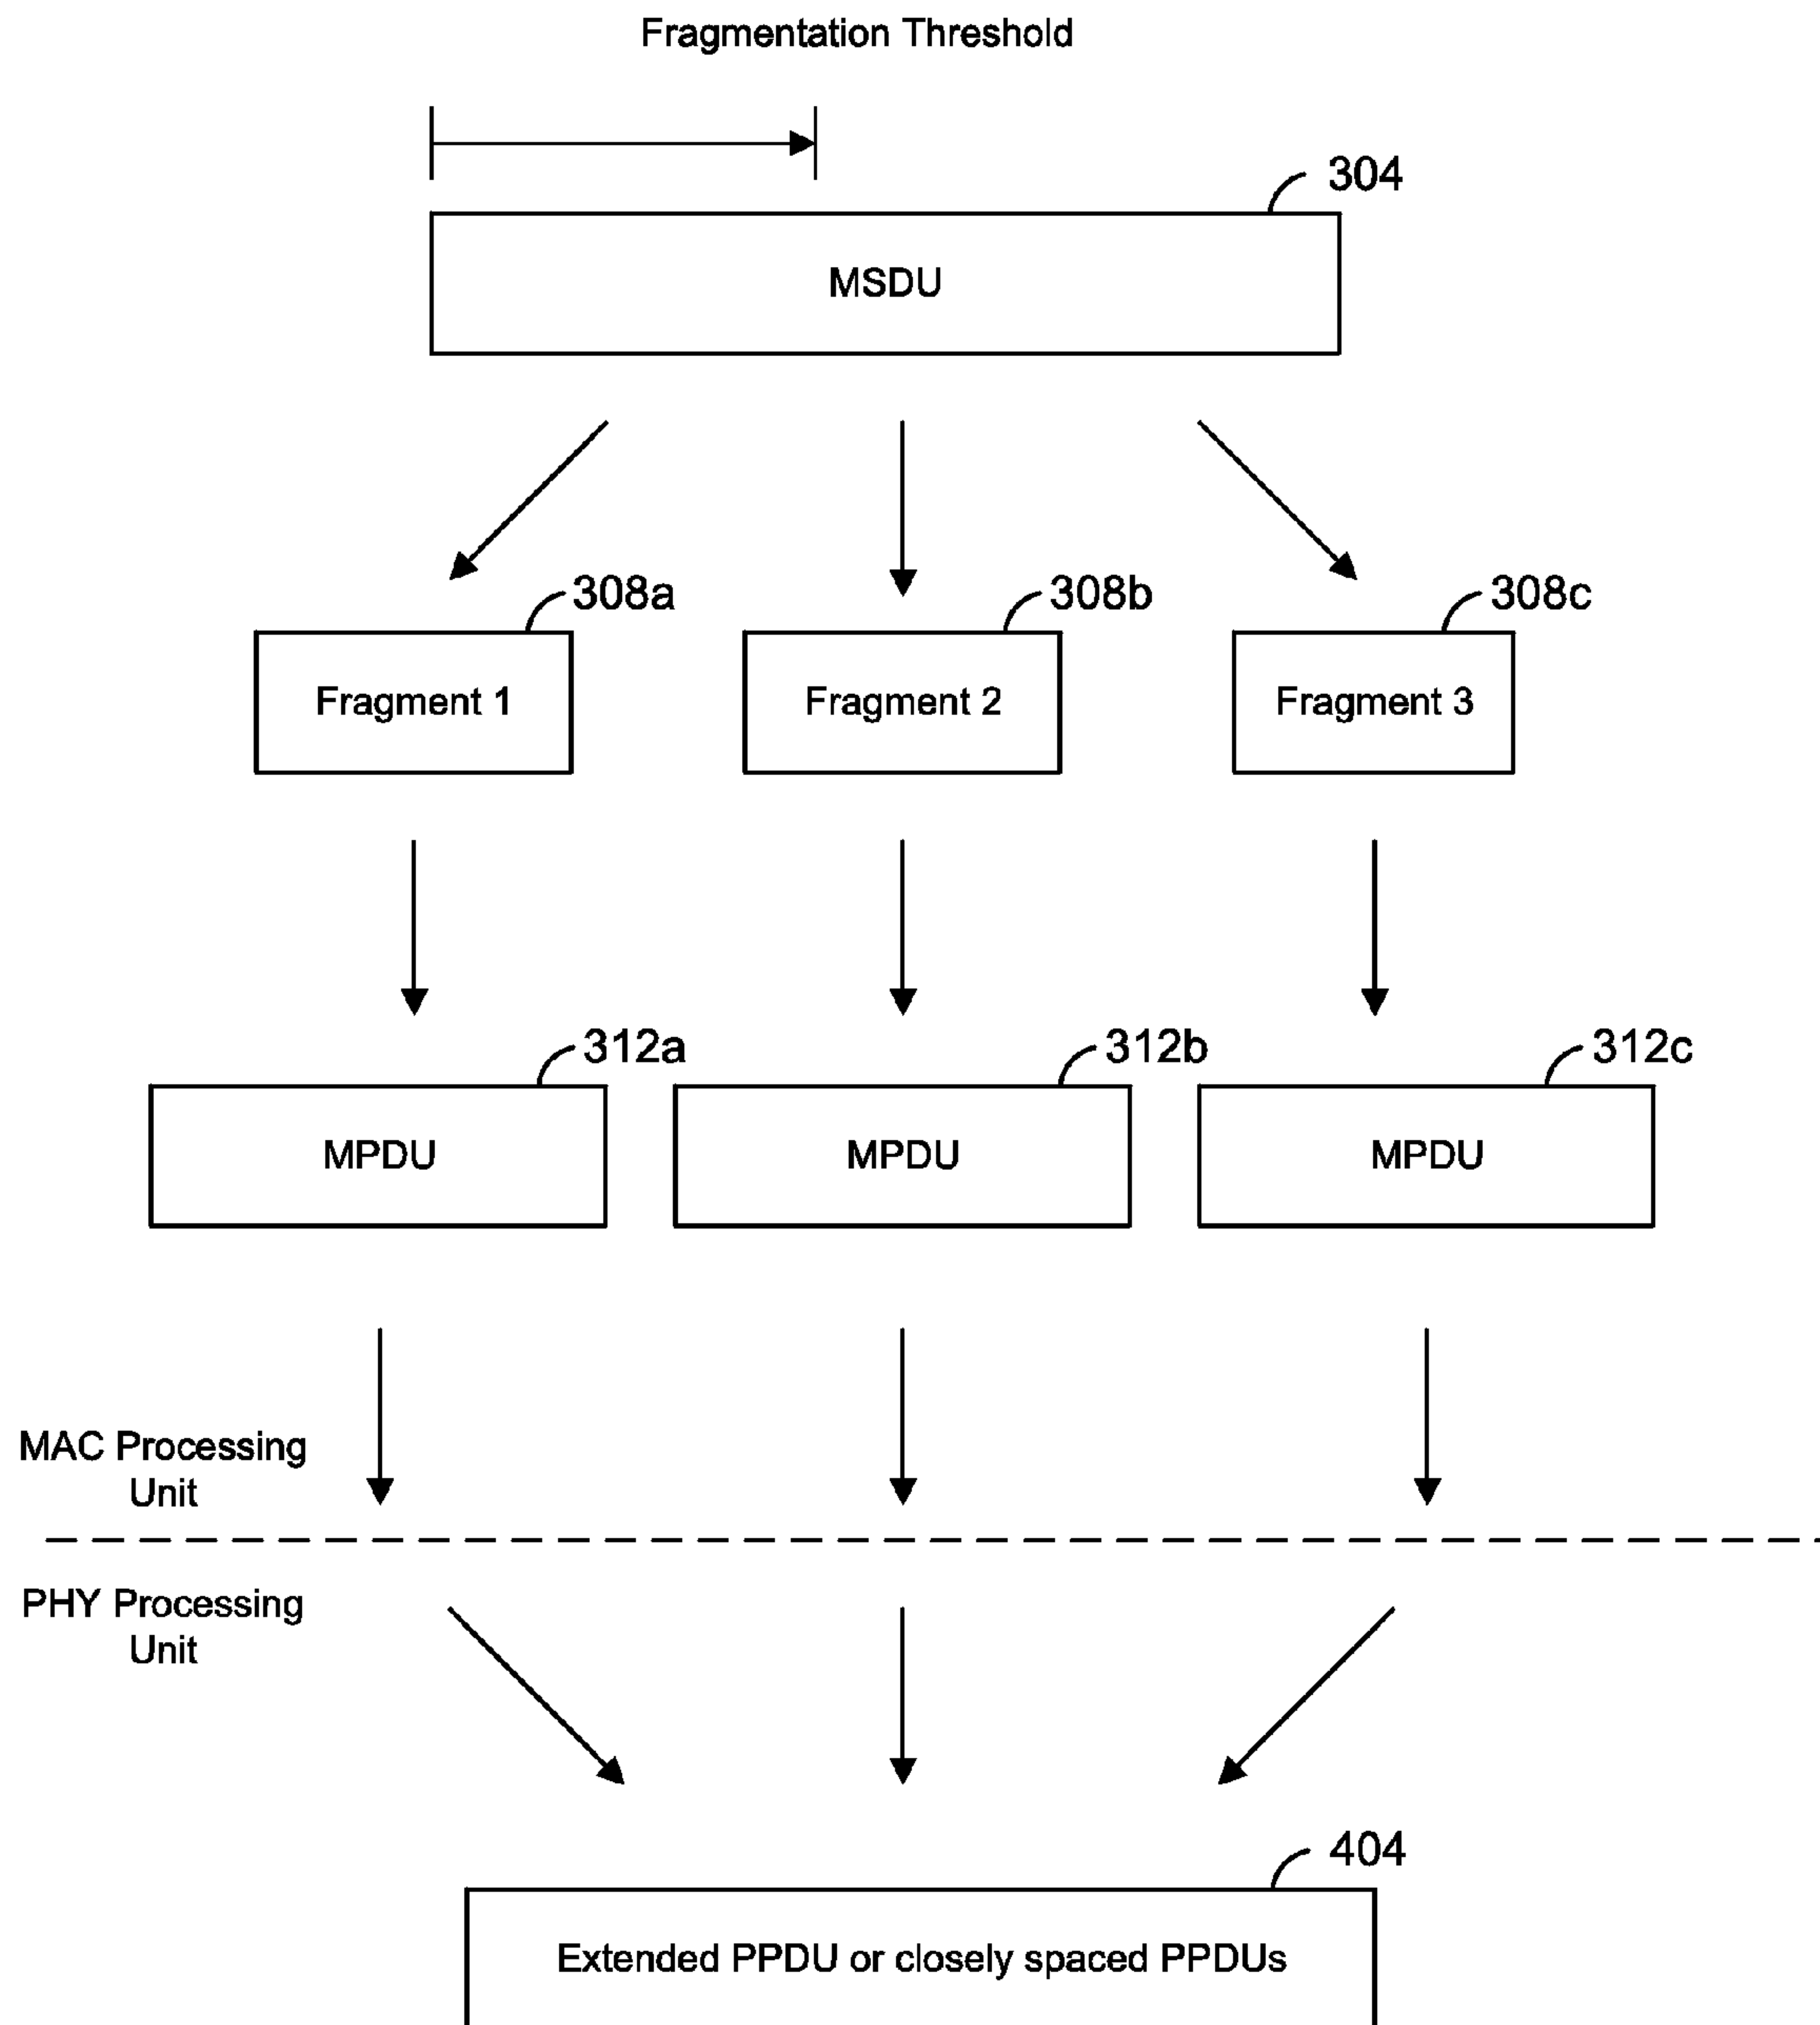 Fragmentation Threshold
304
MSDU
308a
308b
308c
Fragment 1
Fragment 2
Fragment 3
312a
312b
312c
MPDU
MPDU
MPDU
MAC Processing
Unit
PHY Processing
Unit
404
Extended PPDU or closely spaced PPDUs